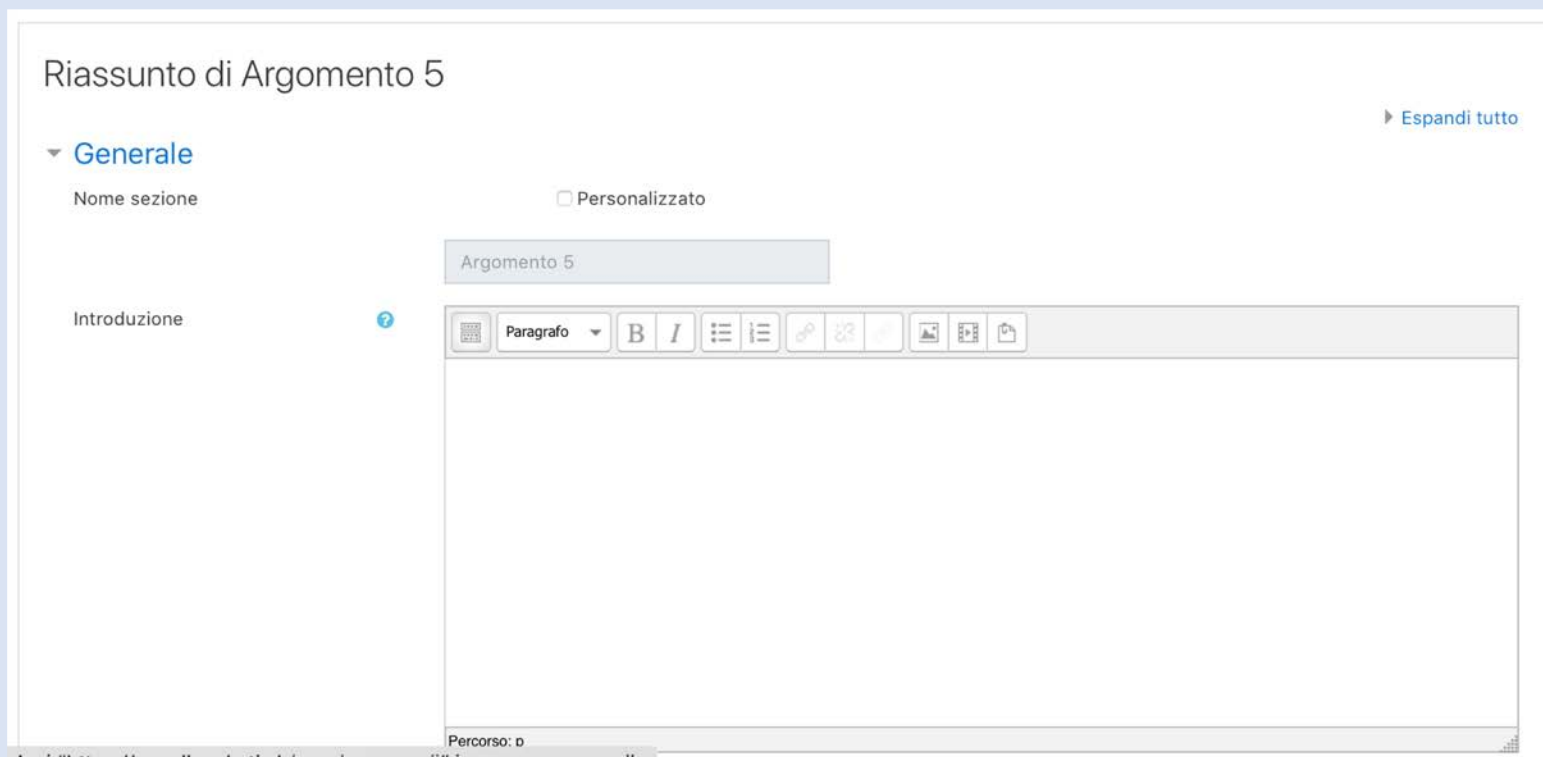 Riassunto di Argomento 5
Espandi tutto
Generale
Nome sezione
Personalizzato
Argomento 5
Introduzione
?
Paragrafo B I
Percorso: p